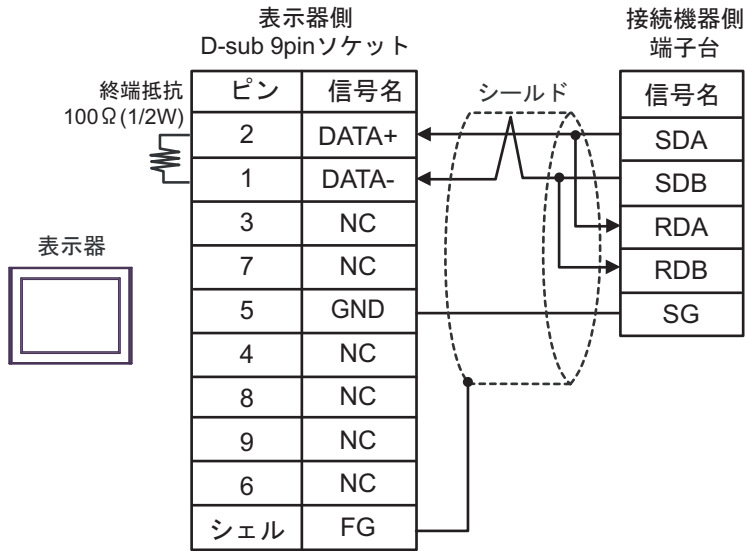 表示器側
D-sub 9pinソケット
接続機器側
端子台
終端抵抗
100Ω(1/2W)
シールド
表示器
ピン 信号名
2 DATA+
1 DATA-
3 NC
7 NC
5 GND
4 NC
8 NC
9 NC
6 NC
シェル FG
信号名
SDA
SDB
RDA
RDB
SG